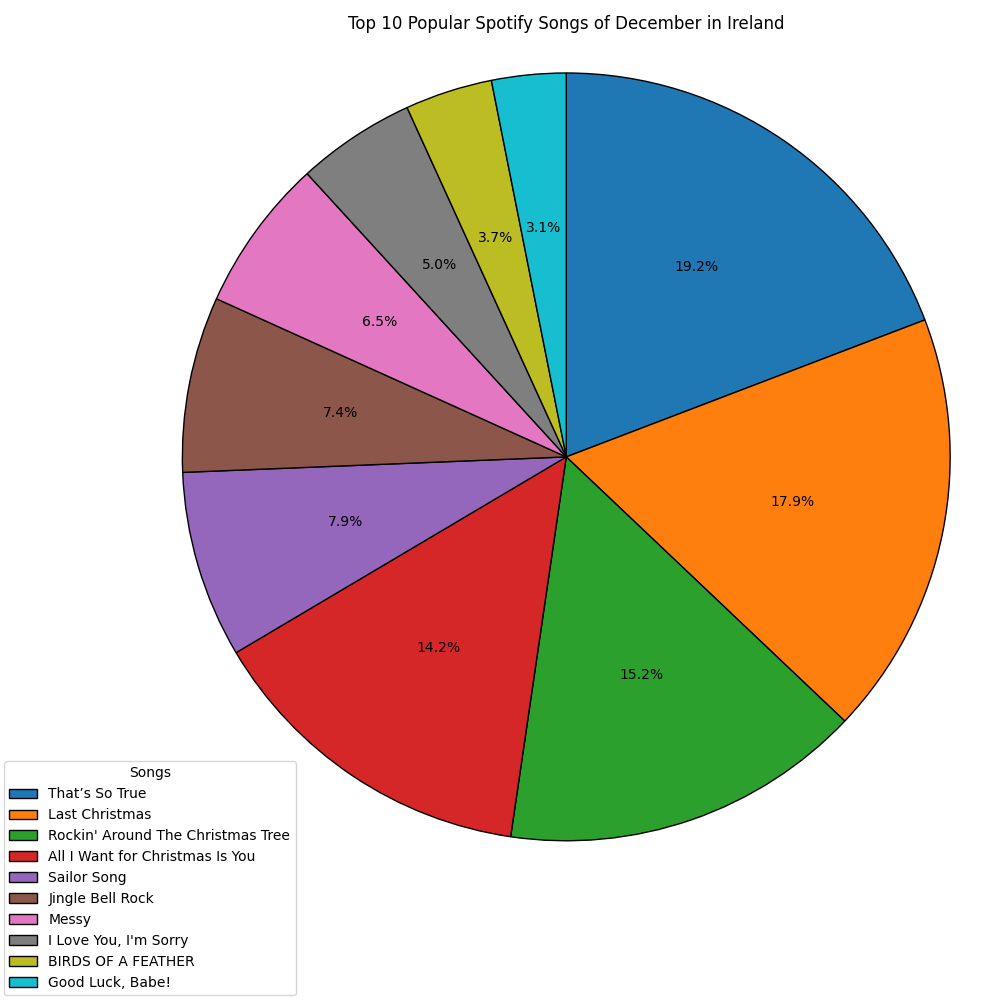 Top 10 Popular Spotify Songs of December in Ireland
3.1%
3.7%
5.0%
19.2%
6.5%
7.4%
17.9%
7.9%
14.2%
15.2%
Songs
That’s So True
Last Christmas
Rockin' Around The Christmas Tree
All I Want for Christmas Is You
Sailor Song
Jingle Bell Rock
Messy
I Love You, I'm Sorry
BIRDS OF A FEATHER
Good Luck, Babe!